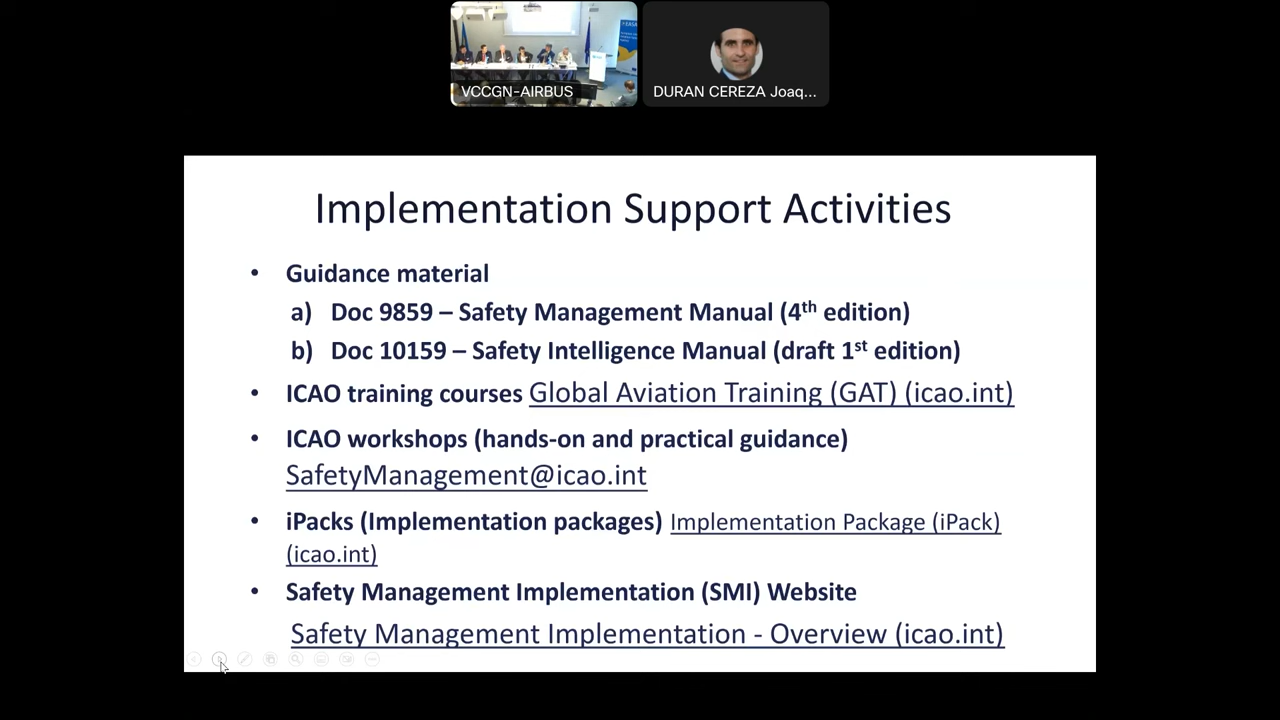 EASA
VCCGN-AIRBUS
DURAN CEREZA Joaq...
Implementation Support Activities
• Guidance material
a) Doc 9859 – Safety Management Manual (4th edition)
b) Doc 10159 – Safety Intelligence Manual (draft 1st edition)
• ICAO training courses Global Aviation Training (GAT) (icao.int)
• ICAO workshops (hands-on and practical guidance)
SafetyManagement@icao.int
• iPacks (Implementation packages) Implementation Package (iPack)
(icao.int)
• Safety Management Implementation (SMI) Website
Safety Management Implementation - Overview (icao.int)